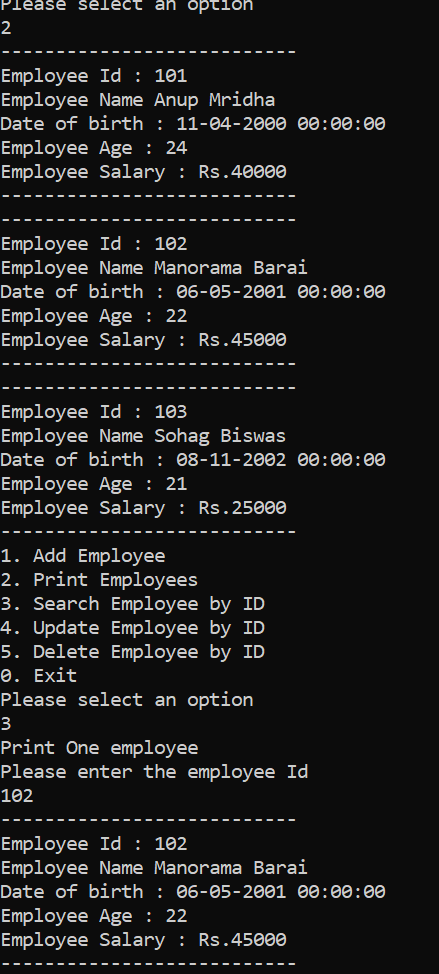 Please select an option
2
---------------------------
Employee Id : 101
Employee Name Anup Mridha
Date of birth : 11-04-2000 00:00:00
Employee Age : 24
Employee Salary : Rs.40000
---------------------------
---------------------------
Employee Id : 102
Employee Name Manorama Barai
Date of birth : 06-05-2001 00:00:00
Employee Age : 22
Employee Salary : Rs.45000
---------------------------
---------------------------
Employee Id : 103
Employee Name Sohag Biswas
Date of birth : 08-11-2002 00:00:00
Employee Age : 21
Employee Salary : Rs.25000
---------------------------
1. Add Employee
2. Print Employees
3. Search Employee by ID
4. Update Employee by ID
5. Delete Employee by ID
0. Exit
Please select an option
3
Print One employee
Please enter the employee Id
102
---------------------------
Employee Id : 102
Employee Name Manorama Barai
Date of birth : 06-05-2001 00:00:00
Employee Age : 22
Employee Salary : Rs.45000
---------------------------